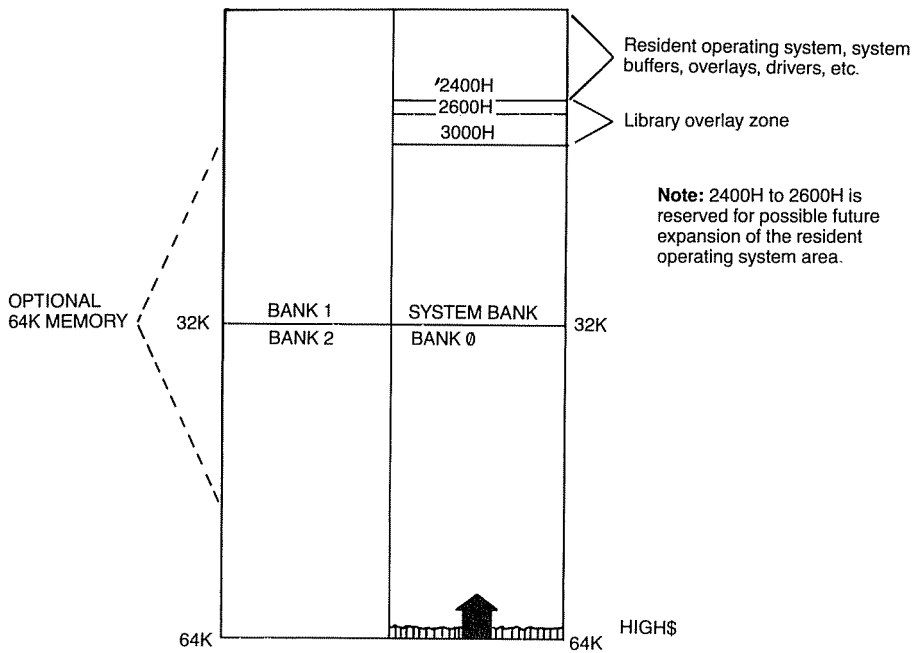 Resident operating system, system
buffers, overlays, drivers, etc.
2400H
2600H
3000H
Library overlay zone
Note: 2400H to 2600H is
reserved for possible future
expansion of the resident
operating system area.
OPTIONAL
64K MEMORY
32K
BANK 1
SYSTEM BANK
32K
BANK 2
BANK 0
64K
64K
HIGH$